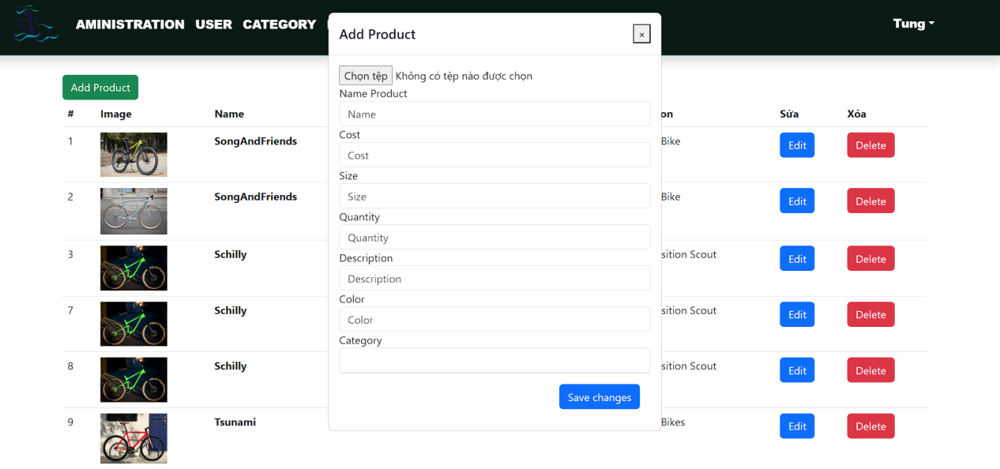 AMINISTRATION USER CATEGORY
Tung
Add Product
×
Add Product
Chọn tệp Không có tệp nào được chọn
Name Product
Name
Cost
Cost
Size
Size
Quantity
Quantity
Description
Description
Color
Color
Category
Save changes
# Image Name on Sửa Xóa
1 SongAndFriends Bike Edit Delete
2 SongAndFriends Bike Edit Delete
3 Schilly sition Scout Edit Delete
7 Schilly sition Scout Edit Delete
8 Schilly sition Scout Edit Delete
9 Tsunami Bikes Edit Delete